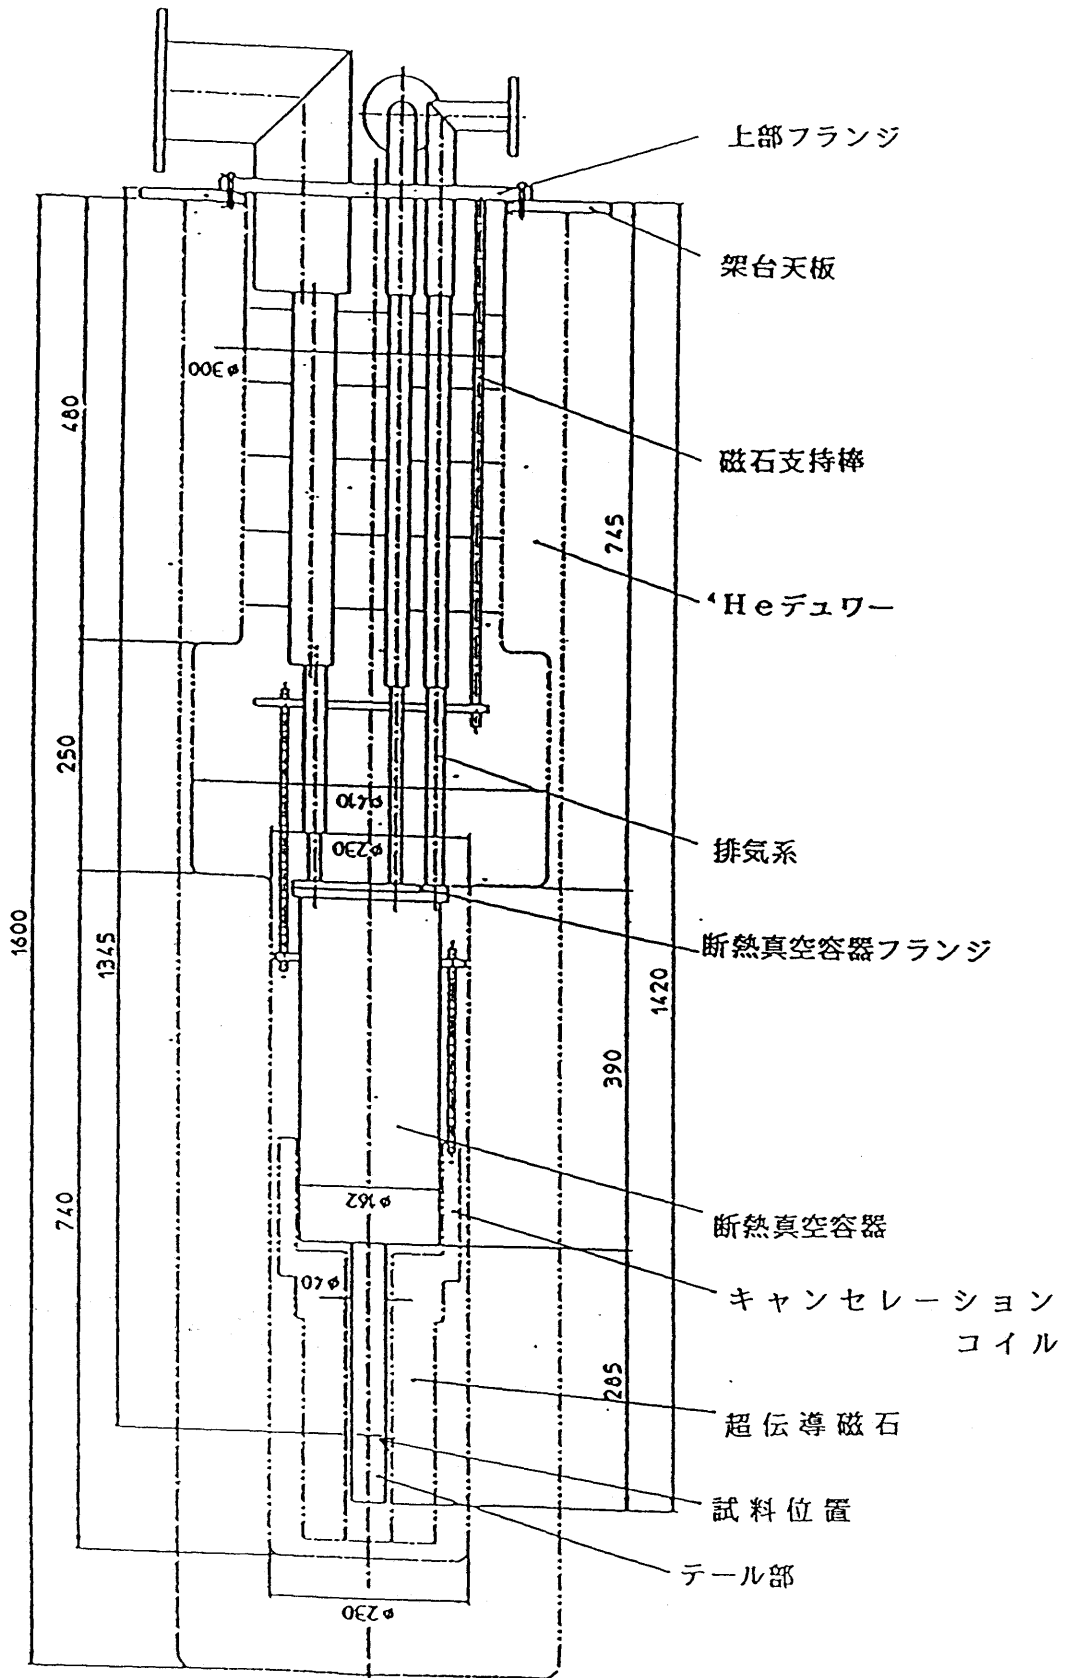 上部フランジ
架台天板
φ300
480
磁石支持棒
745
⁴Heデュワー
250
φ410
φ230
排気系
1600
1345
断熱真空容器フランジ
1420
390
740
φ162
断熱真空容器
φ40
キャンセレーション
コイル
285
超伝導磁石
試料位置
テール部
φ230